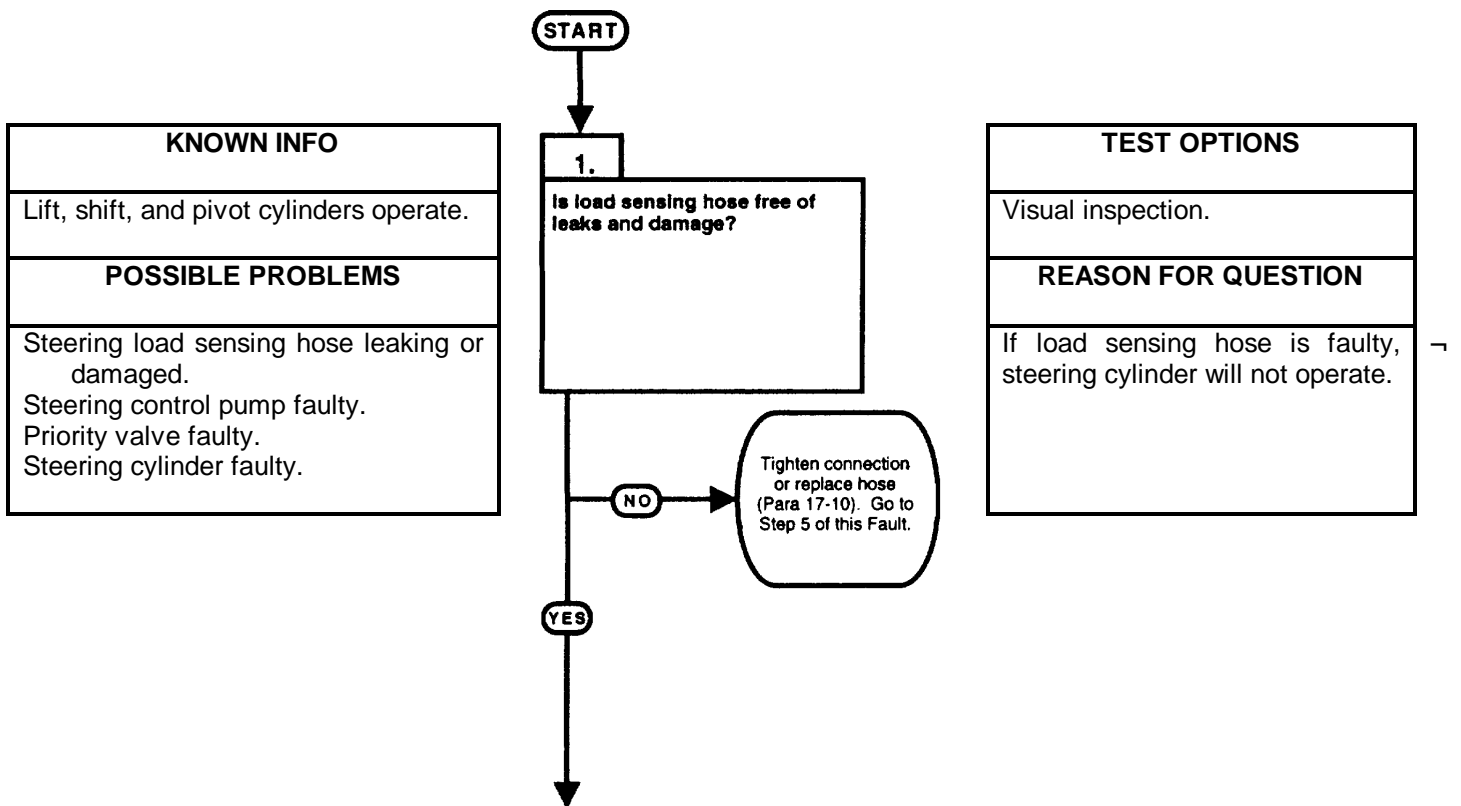 START
KNOWN INFO
Lift, shift, and pivot cylinders operate.
POSSIBLE PROBLEMS
Steering load sensing hose leaking or
damaged.
Steering control pump faulty.
Priority valve faulty.
Steering cylinder faulty.
1.
Is load sensing hose free of
leaks and damage?
NO
Tighten connection
or replace hose
(Para 17-10). Go to
Step 5 of this Fault.
YES
TEST OPTIONS
Visual inspection.
REASON FOR QUESTION
If load sensing hose is faulty, ¬
steering cylinder will not operate.